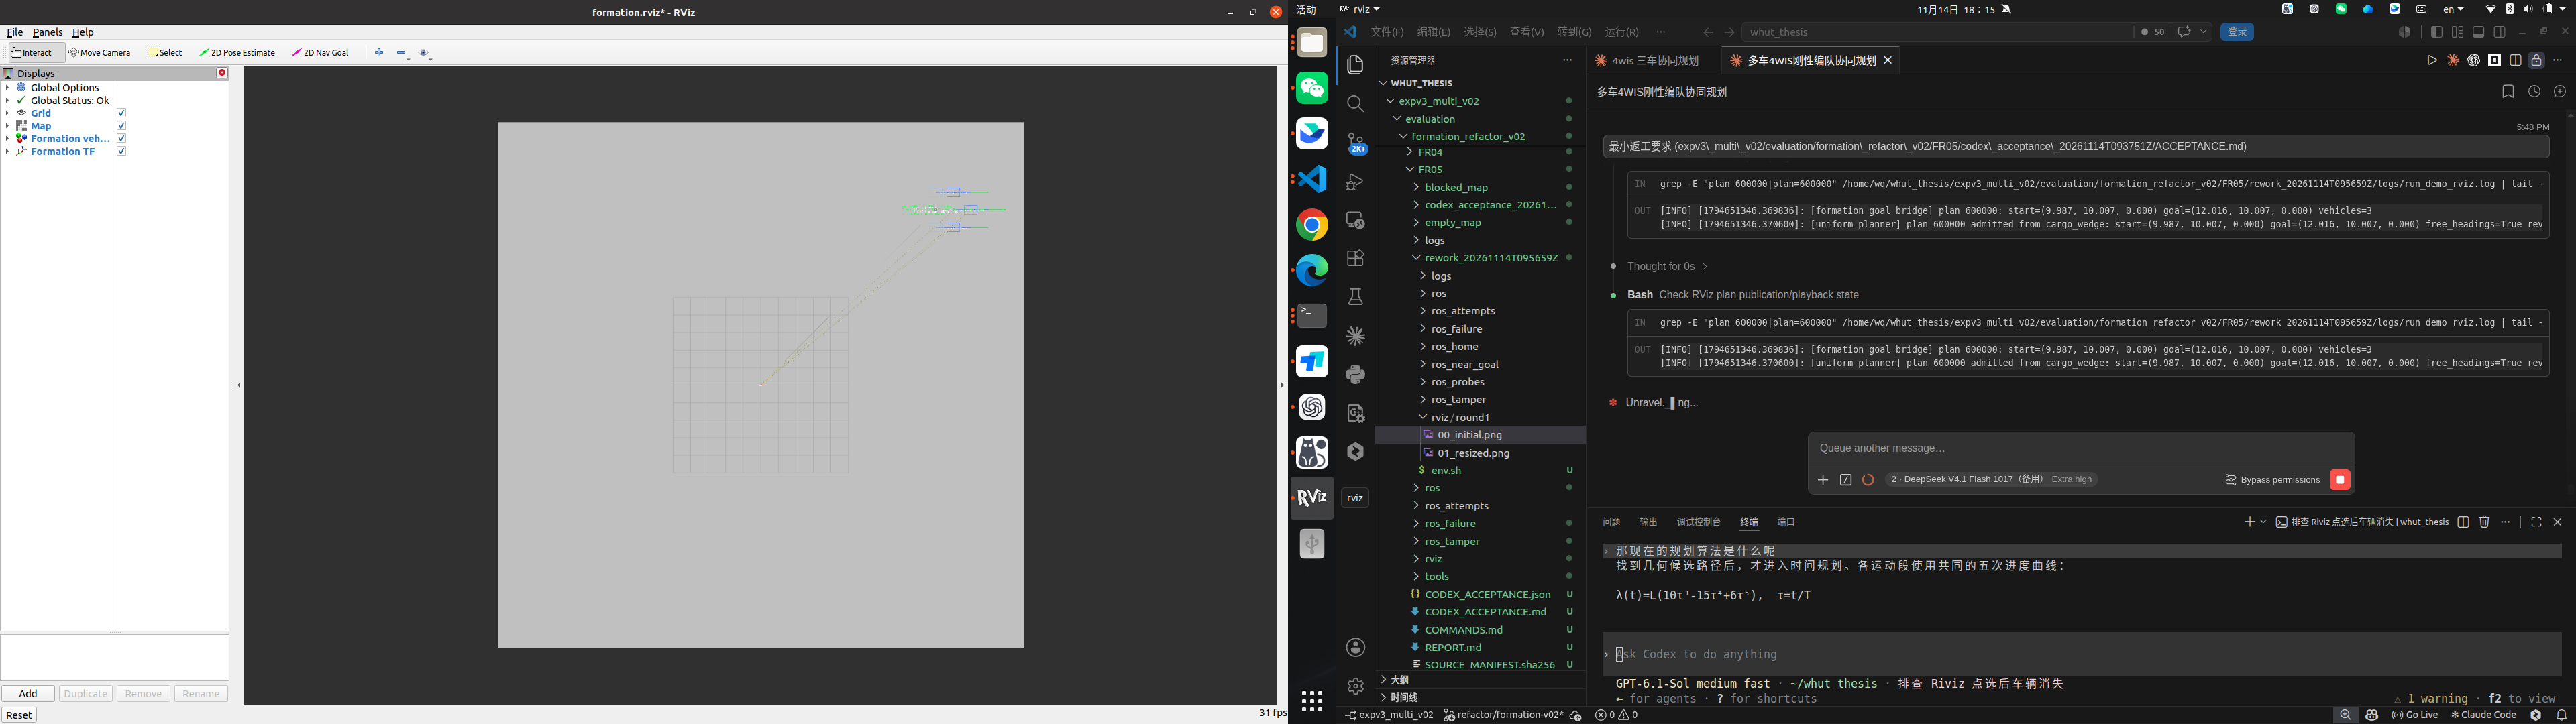 formation.rviz* - RViz
File Panels Help
Interact Move Camera Select 2D Pose Estimate 2D Nav Goal
Displays
Global Options
Global Status: Ok
Grid
Map
Formation veh...
Formation TF
Add Duplicate Remove Rename
Reset
31 fps
活动 rviz 11月14日 18：15 en
文件(F) 编辑(E) 选择(S) 查看(V) 转到(G) 运行(R) ··· whut_thesis 50 登录
资源管理器 ···
WHUT_THESIS
expv3_multi_v02
evaluation
formation_refactor_v02
FR04
FR05
blocked_map
codex_acceptance_20261...
empty_map
logs
rework_20261114T095659Z
logs
ros
ros_attempts
ros_failure
ros_home
ros_near_goal
ros_probes
ros_tamper
rviz / round1
00_initial.png
01_resized.png
$ env.sh U
ros
ros_attempts
ros_failure
ros_tamper
rviz
tools
CODEX_ACCEPTANCE.json U
CODEX_ACCEPTANCE.md U
COMMANDS.md U
REPORT.md U
SOURCE_MANIFEST.sha256 U
大纲
时间线
2K+
RViz
rviz
4wis 三车协同规划 多车4WIS刚性编队协同规划
多车4WIS刚性编队协同规划
5:48 PM
最小返工要求 (expv3\_multi\_v02/evaluation/formation\_refactor\_v02/FR05/codex\_acceptance\_20261114T093751Z/ACCEPTANCE.md)
IN grep -E "plan 600000|plan=600000" /home/wq/whut_thesis/expv3_multi_v02/evaluation/formation_refactor_v02/FR05/rework_20261114T095659Z/logs/run_demo_rviz.log | tail -
OUT [INFO] [1794651346.369836]: [formation goal bridge] plan 600000: start=(9.987, 10.007, 0.000) goal=(12.016, 10.007, 0.000) vehicles=3
[INFO] [1794651346.370600]: [uniform planner] plan 600000 admitted from cargo_wedge: start=(9.987, 10.007, 0.000) goal=(12.016, 10.007, 0.000) free_headings=True rev
Thought for 0s
Bash Check RViz plan publication/playback state
IN grep -E "plan 600000|plan=600000" /home/wq/whut_thesis/expv3_multi_v02/evaluation/formation_refactor_v02/FR05/rework_20261114T095659Z/logs/run_demo_rviz.log | tail -
OUT [INFO] [1794651346.369836]: [formation goal bridge] plan 600000: start=(9.987, 10.007, 0.000) goal=(12.016, 10.007, 0.000) vehicles=3
[INFO] [1794651346.370600]: [uniform planner] plan 600000 admitted from cargo_wedge: start=(9.987, 10.007, 0.000) goal=(12.016, 10.007, 0.000) free_headings=True rev
Unravel._▌ng...
Queue another message…
2 - DeepSeek V4.1 Flash 1017（备用） Extra high Bypass permissions
问题 输出 调试控制台 终端 端口 排查 Riviz 点选后车辆消失 | whut_thesis
› 那现在的规划算法是什么呢
找到几何候选路径后，才进入时间规划。各运动段使用共同的五次进度曲线：
λ(t)=L(10τ³-15τ⁴+6τ⁵), τ=t/T
› Ask Codex to do anything
GPT-6.1-Sol medium fast · ~/whut_thesis · 排查 Riviz 点选后车辆消失
← for agents · ? for shortcuts ⚠ 1 warning · f2 to view
expv3_multi_v02 refactor/formation-v02* 0 0 Go Live Claude Code